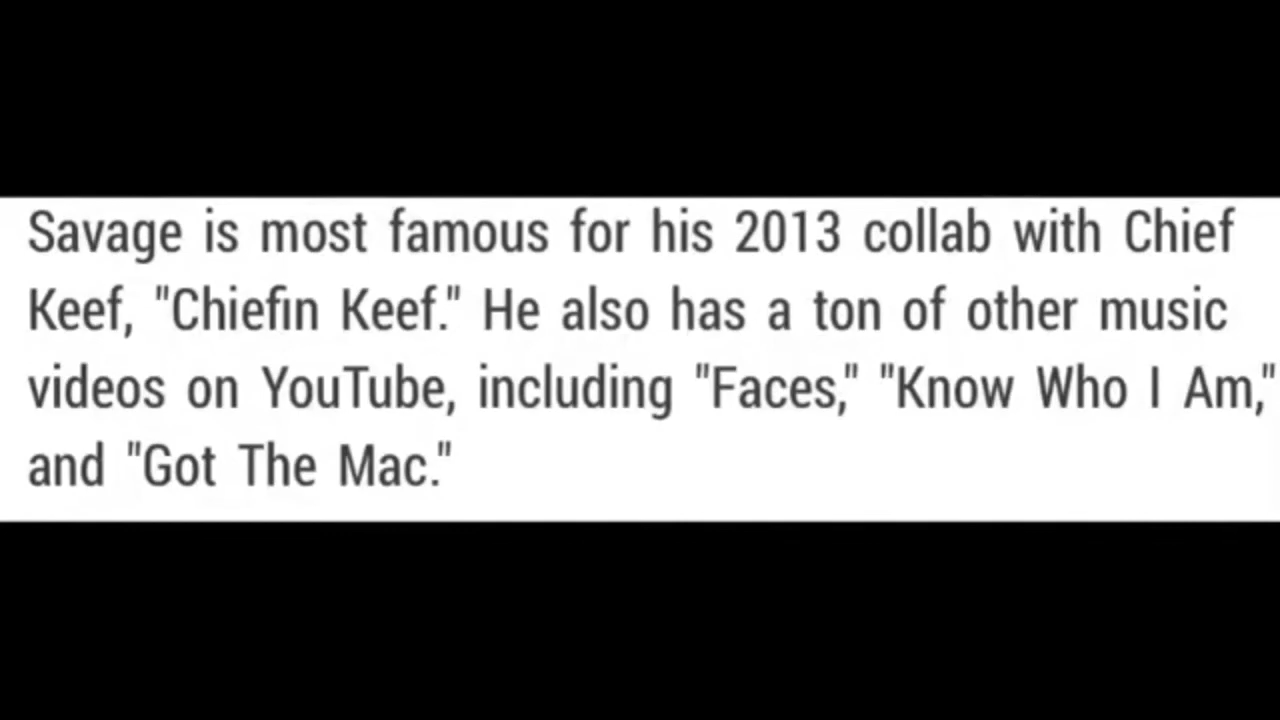 Savage is most famous for his 2013 collab with Chief
Keef, "Chiefin Keef." He also has a ton of other music
videos on YouTube, including "Faces," "Know Who I Am,"
and "Got The Mac."